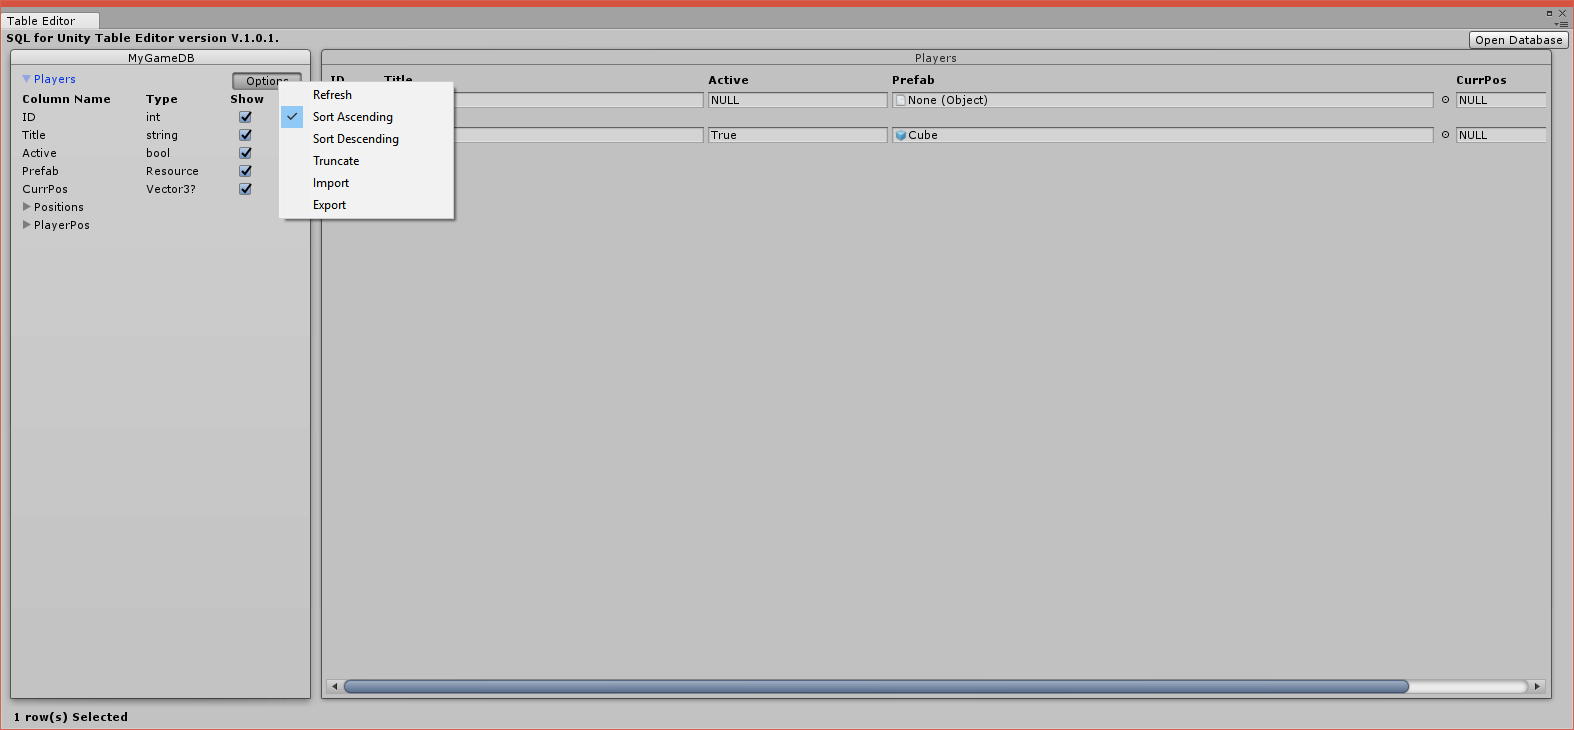 Table Editor
SQL for Unity Table Editor version V.1.0.1.
Open Database
MyGameDB
Players
Options
Column Name Type Show
ID int
Title string
Active bool
Prefab Resource
CurrPos Vector3?
Positions
PlayerPos
Refresh
Sort Ascending
Sort Descending
Truncate
Import
Export
Players
ID Title Active Prefab CurrPos
NULL None (Object) NULL
True Cube NULL
1 row(s) Selected